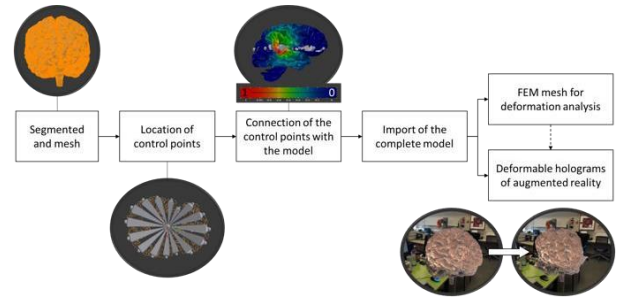 1
0
Segmented
and mesh
Location of
control points
Connection of the
control points with
the model
Import of the
complete model
FEM mesh for
deformation analysis
Deformable holograms
of augmented reality